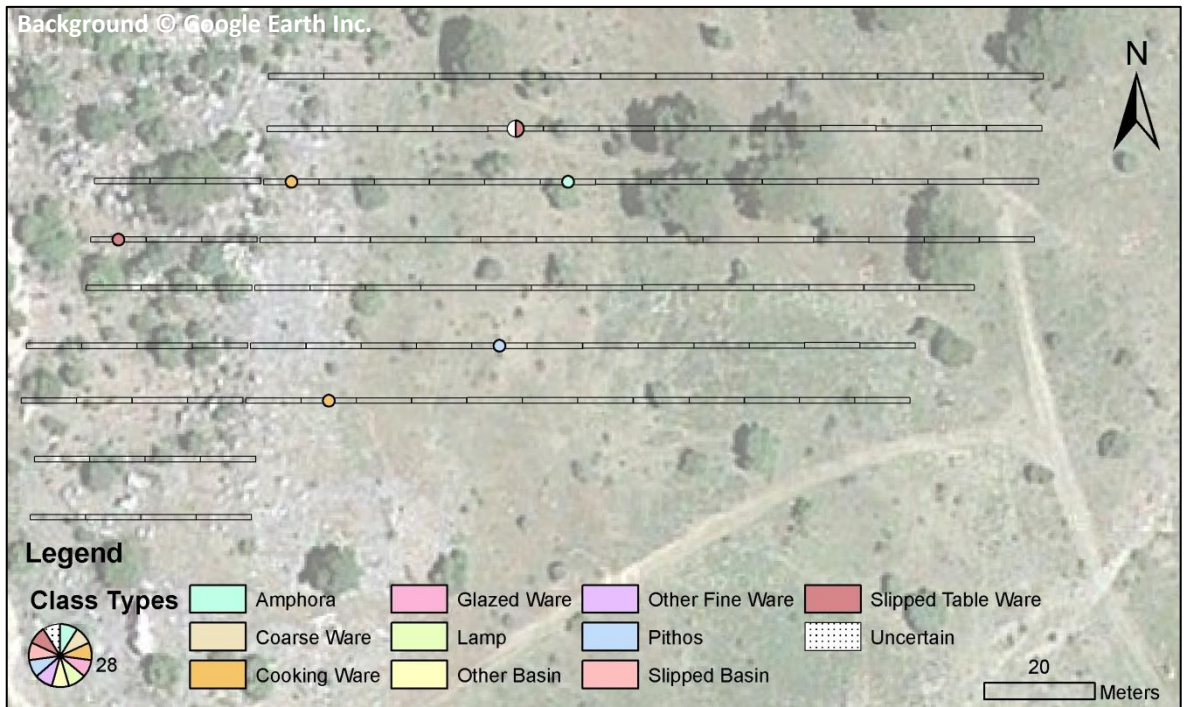 Background © Google Earth Inc.
N
Legend
Class Types
28
Amphora
Coarse Ware
Cooking Ware
Glazed Ware
Lamp
Other Basin
Other Fine Ware
Pithos
Slipped Basin
Slipped Table Ware
Uncertain
20
Meters